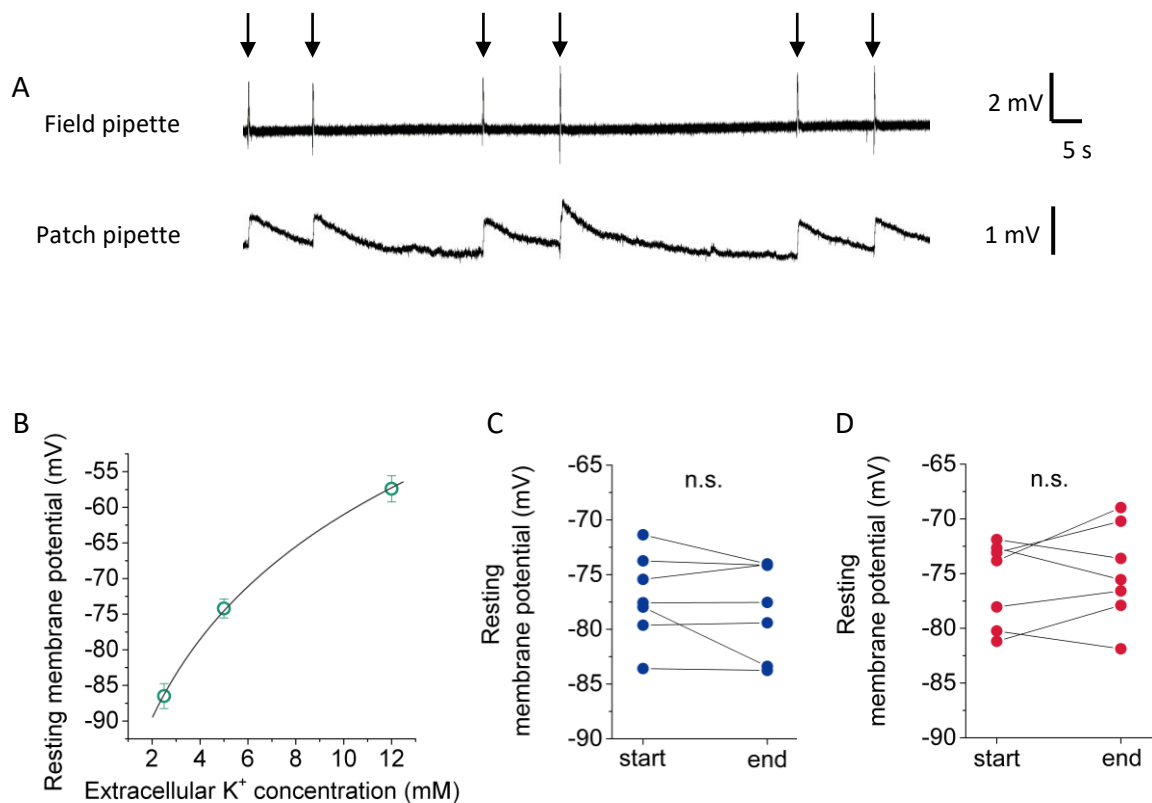 A
Field pipette
2 mV
5 s
Patch pipette
1 mV
B
Resting membrane potential (mV)
-55
-60
-65
-70
-75
-80
-85
-90
2 4 6 8 10 12
Extracellular K⁺ concentration (mM)
C
Resting
membrane potential (mV)
-65
-70
-75
-80
-85
-90
n.s.
start end
D
Resting
membrane potential (mV)
-65
-70
-75
-80
-85
-90
n.s.
start end